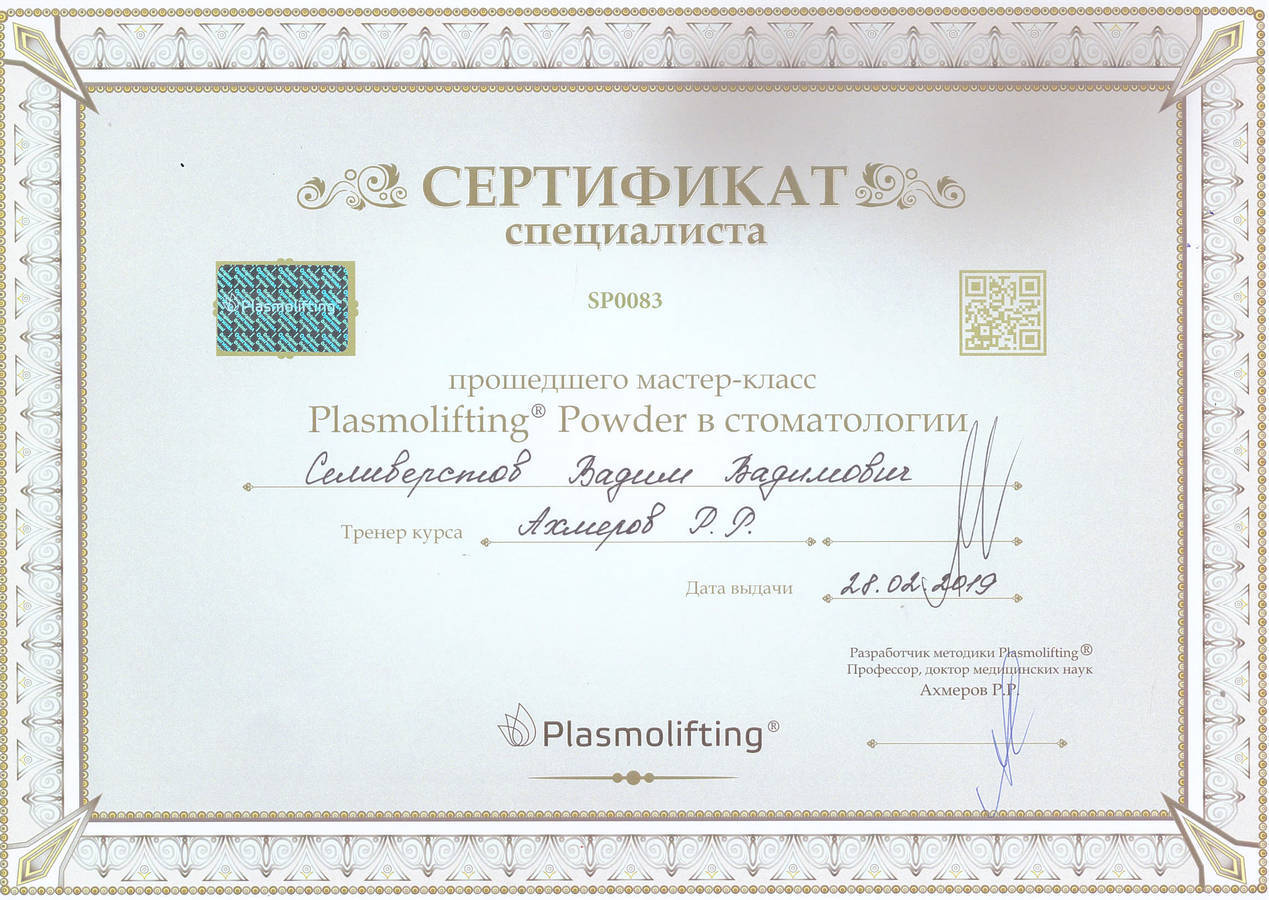 СЕРТИФИКАТ
специалиста
Plasmolifting
SP0083
прошедшего мастер-класс
Plasmolifting® Powder в стоматологии
Селиверстов Вадим Вадимович
Тренер курса Ахмеров Р.Р.
Дата выдачи 28.02.2019
Разработчик методики Plasmolifting®
Профессор, доктор медицинских наук
Ахмеров Р.Р.
Plasmolifting®